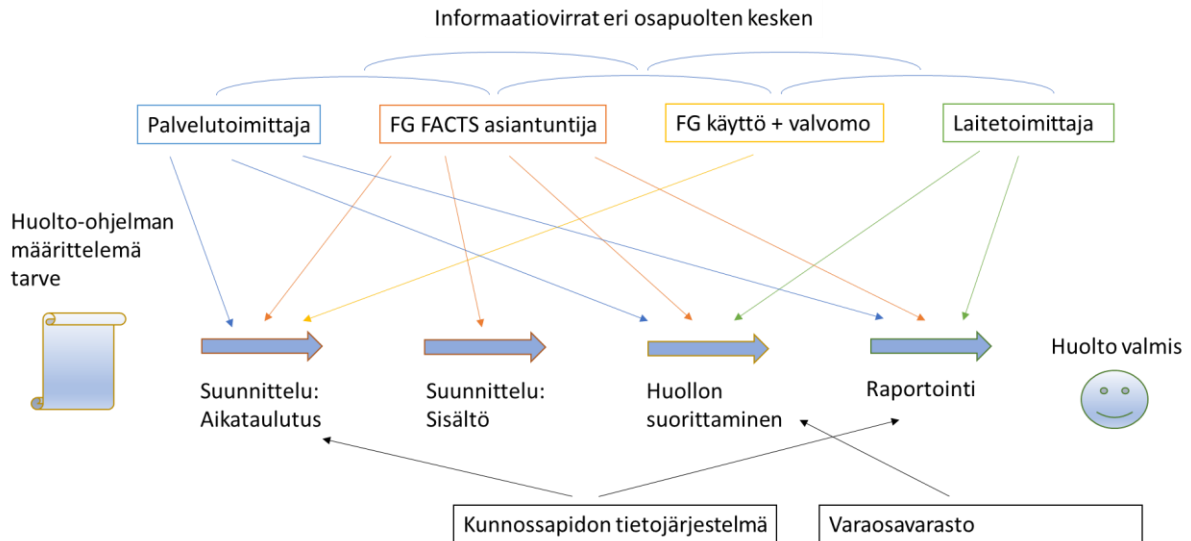 Informaatiovirrat eri osapuolten kesken
Palvelutoimittaja
FG FACTS asiantuntija
FG käyttö + valvomo
Laitetoimittaja
Huolto-ohjelman
määrittelemä
tarve
Suunnittelu:
Aikataulutus
Suunnittelu:
Sisältö
Huollon
suorittaminen
Raportointi
Huolto valmis
Kunnossapidon tietojärjestelmä
Varaosavarasto